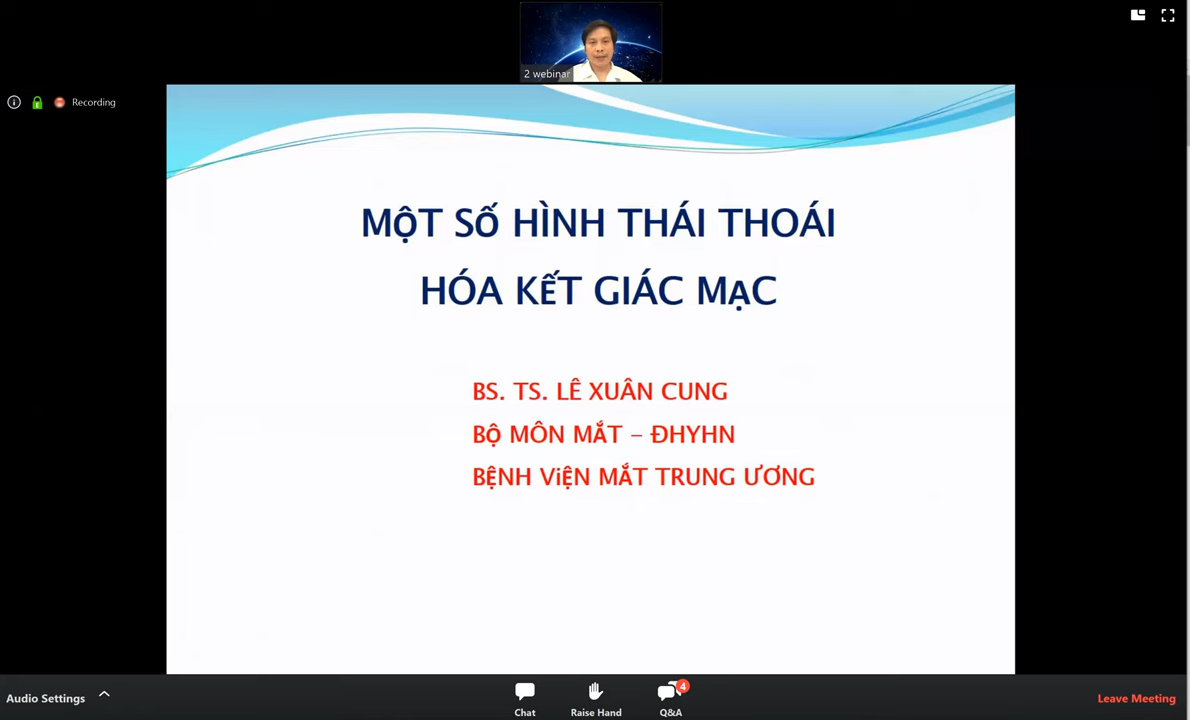 2 webinar
Recording
MỘT SỐ HÌNH THÁI THOÁI
HÓA KẾT GIÁC MẠC
BS. TS. LÊ XUÂN CUNG
BỘ MÔN MẮT – ĐHYHN
BỆNH ViỆN MẮT TRUNG ƯƠNG
4
Audio Settings
Chat
Raise Hand
Q&A
Leave Meeting